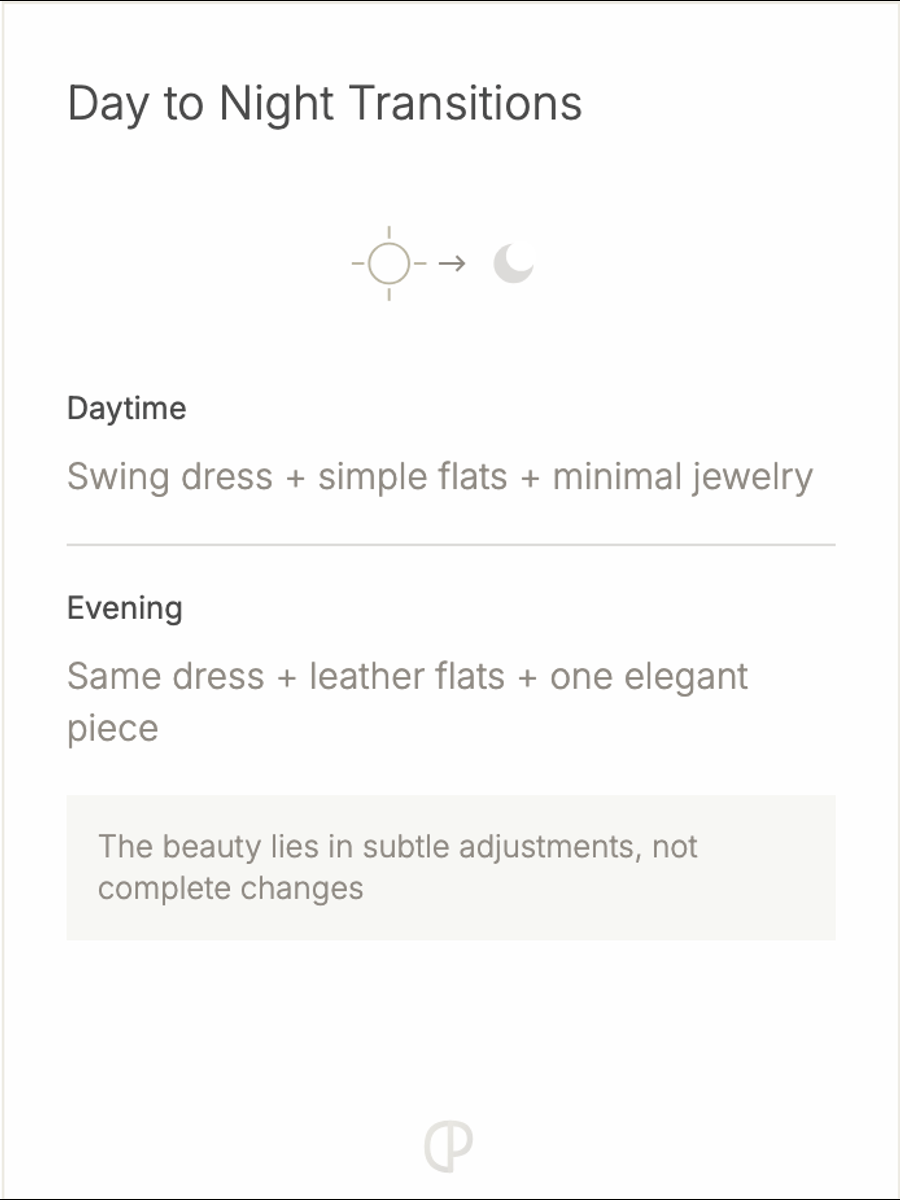 Day to Night Transitions
→
Daytime
Swing dress + simple flats + minimal jewelry
Evening
Same dress + leather flats + one elegant
piece
The beauty lies in subtle adjustments, not
complete changes